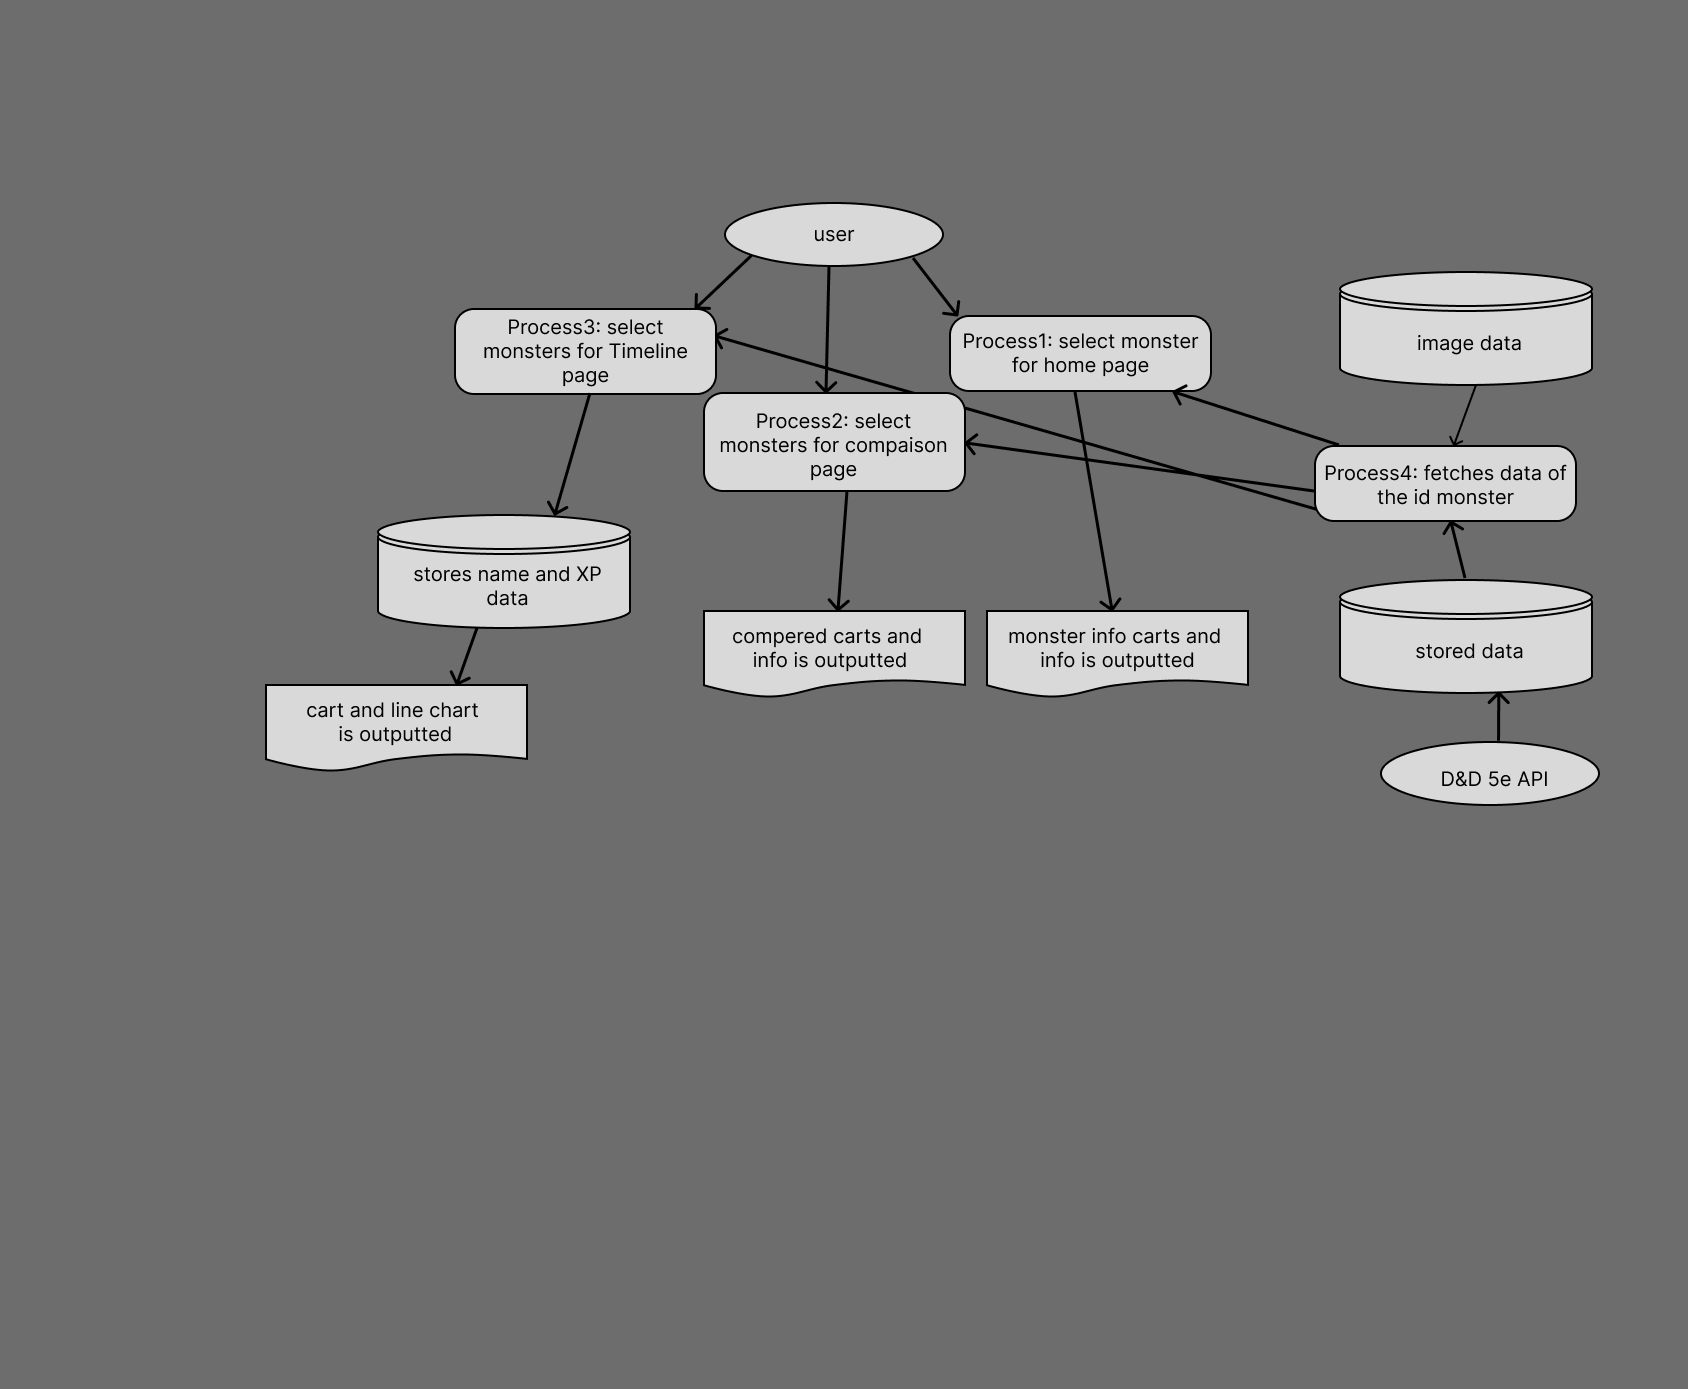 user
Process3: select
monsters for Timeline
page
Process1: select monster
for home page
image data
Process2: select
monsters for compaison
page
Process4: fetches data of
the id monster
stores name and XP
data
compered carts and
info is outputted
monster info carts and
info is outputted
stored data
cart and line chart
is outputted
D&D 5e API